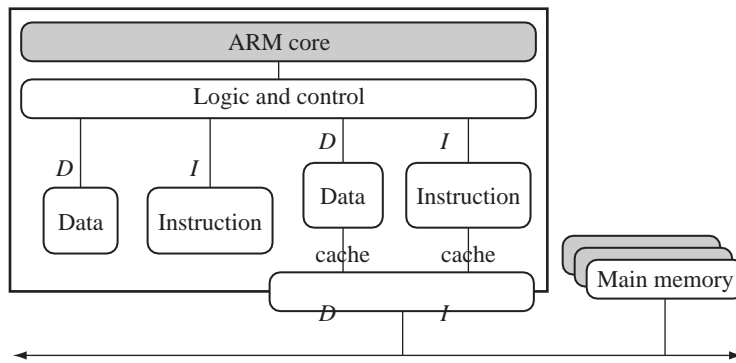 ARM core
Logic and control
D I D I
Data Instruction Data Instruction
cache cache
Main memory
D I